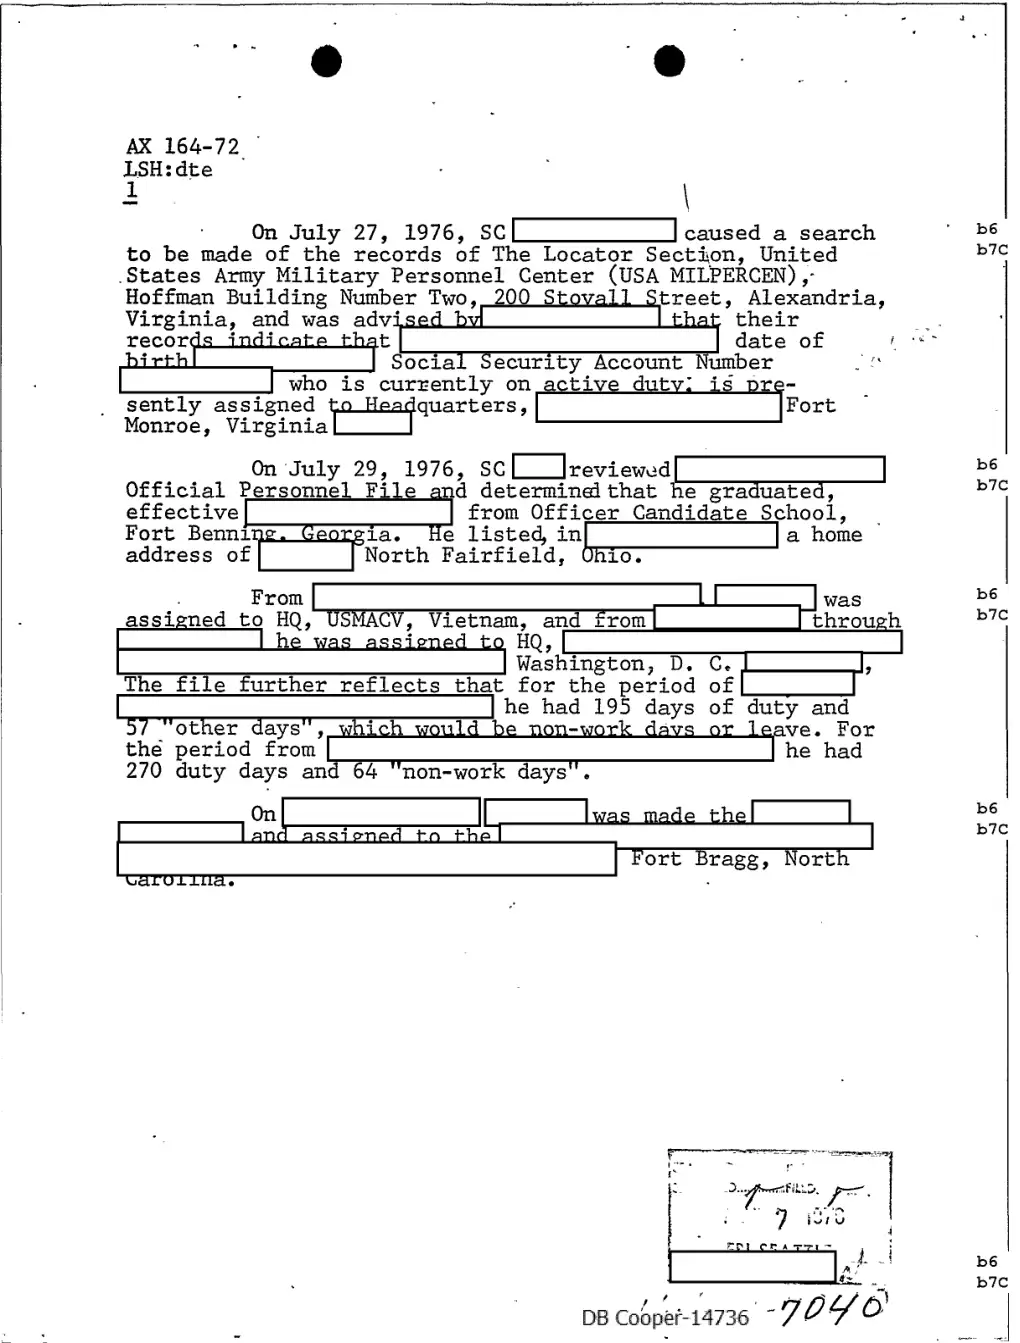 AX 164-72
LSH:dte
1
On July 27, 1976, SC caused a search b6
to be made of the records of The Locator Section, United b7C
States Army Military Personnel Center (USA MILPERCEN),
Hoffman Building Number Two, 200 Stovall Street, Alexandria,
Virginia, and was advised by that their
records indicate that date of
birth Social Security Account Number
who is currently on active duty, is pre-
sently assigned to Headquarters, Fort
Monroe, Virginia
On July 29, 1976, SC reviewed b6
Official Personnel File and determined that he graduated, b7C
effective from Officer Candidate School,
Fort Benning, Georgia. He listed, in a home
address of North Fairfield, Ohio.
From , was b6
assigned to HQ, USMACV, Vietnam, and from through b7C
he was assigned to HQ,
Washington, D. C. ,
The file further reflects that for the period of
he had 195 days of duty and
57 "other days", which would be non-work days or leave. For
the period from he had
270 duty days and 64 "non-work days".
On was made the b6
and assigned to the b7C
Fort Bragg, North
Carolina.
7 1976
FBI SEATTLE
b6
b7C
DB Cooper-14736 -7040